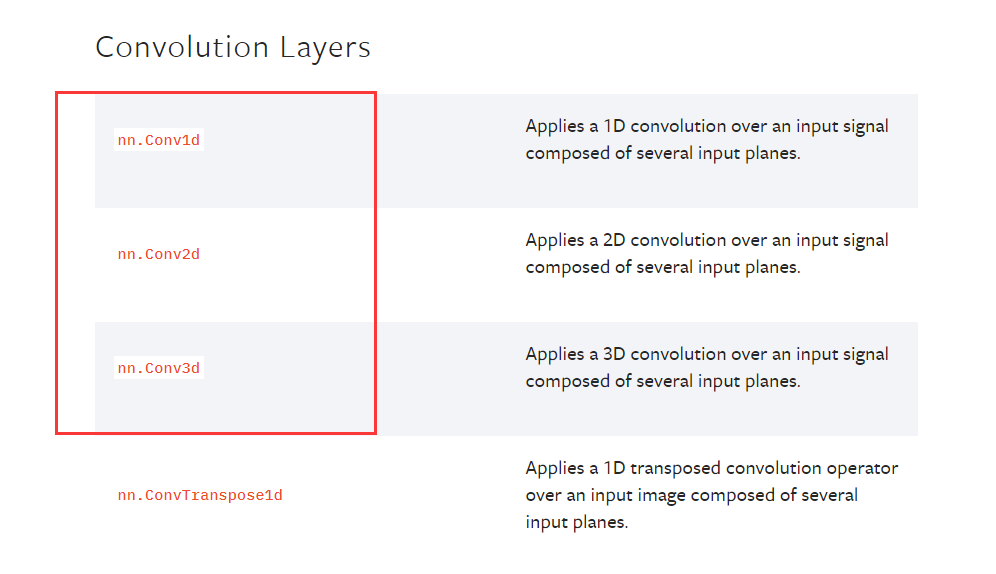 Convolution Layers
nn.Conv1d
Applies a 1D convolution over an input signal
composed of several input planes.
nn.Conv2d
Applies a 2D convolution over an input signal
composed of several input planes.
nn.Conv3d
Applies a 3D convolution over an input signal
composed of several input planes.
nn.ConvTranspose1d
Applies a 1D transposed convolution operator
over an input image composed of several
input planes.